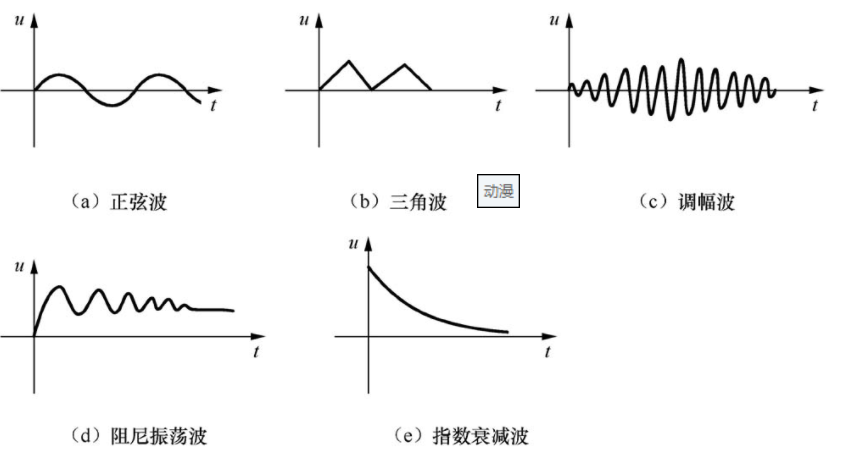 u u u
t t t
(a)正弦波 (b)三角波 动漫 (c)调幅波
u u
t t
(d)阻尼振荡波 (e)指数衰减波